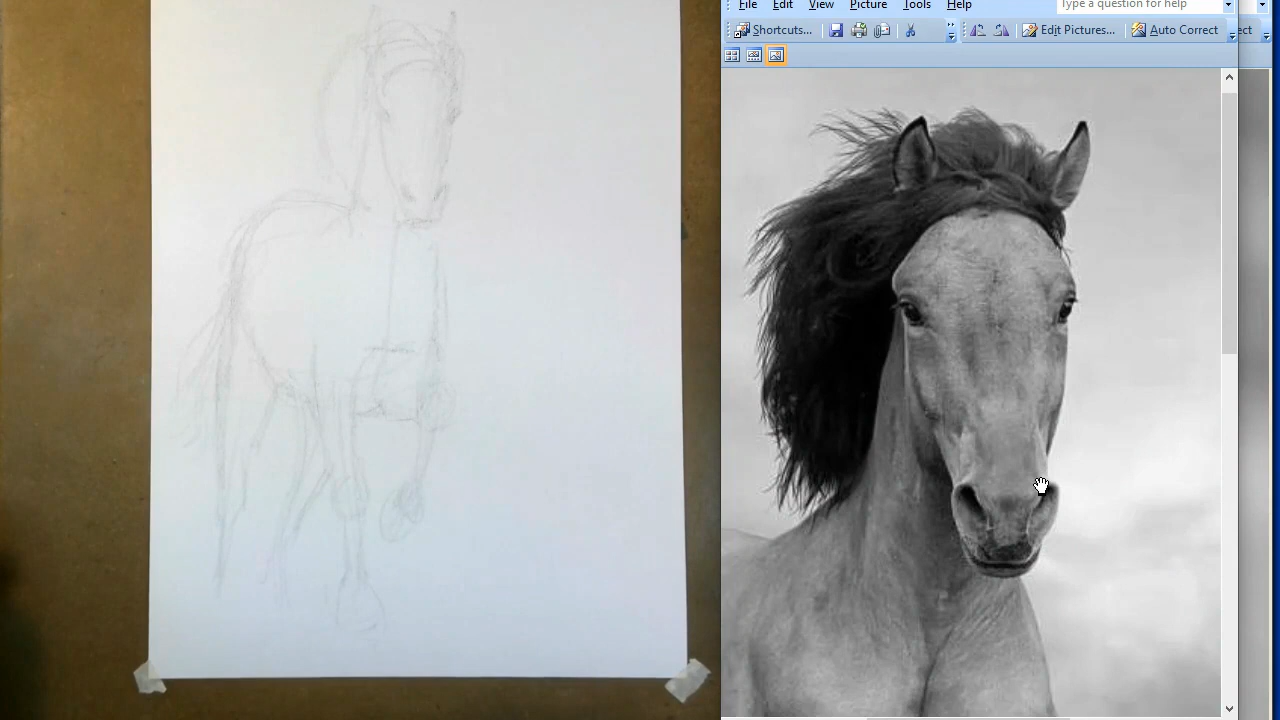 File Edit View Picture Tools Help Type a question for help
Shortcuts... Edit Pictures... Auto Correct ect